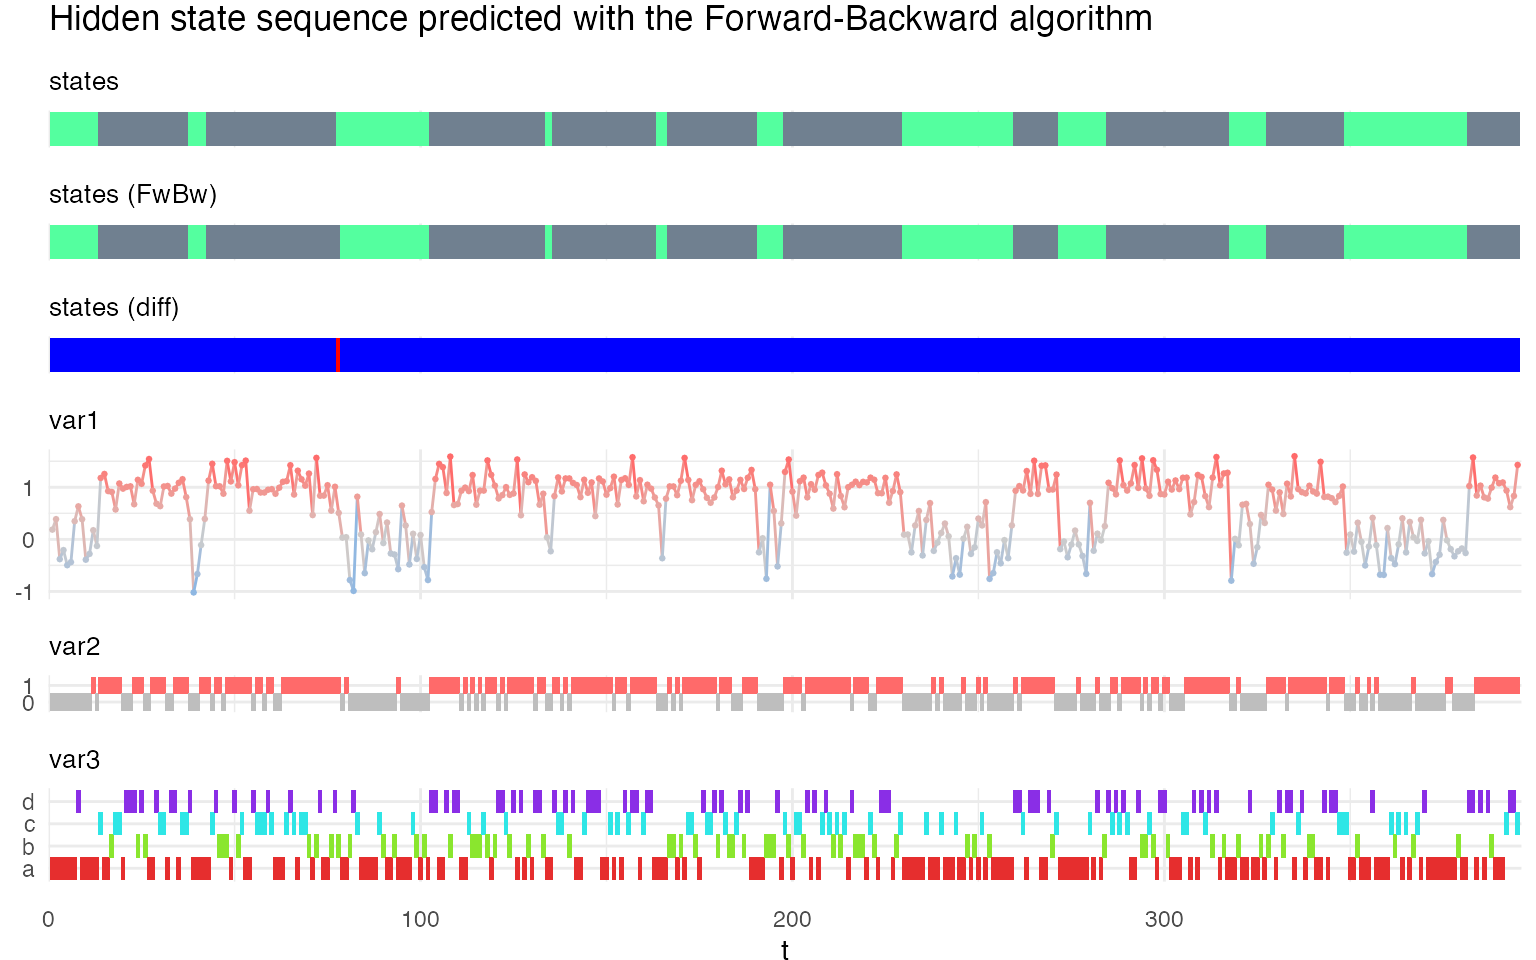 Hidden state sequence predicted with the Forward-Backward algorithm
states
states (FwBw)
states (diff)
var1
1
0
-1
var2
1
0
var3
d
c
b
a
0 100 200 300
t